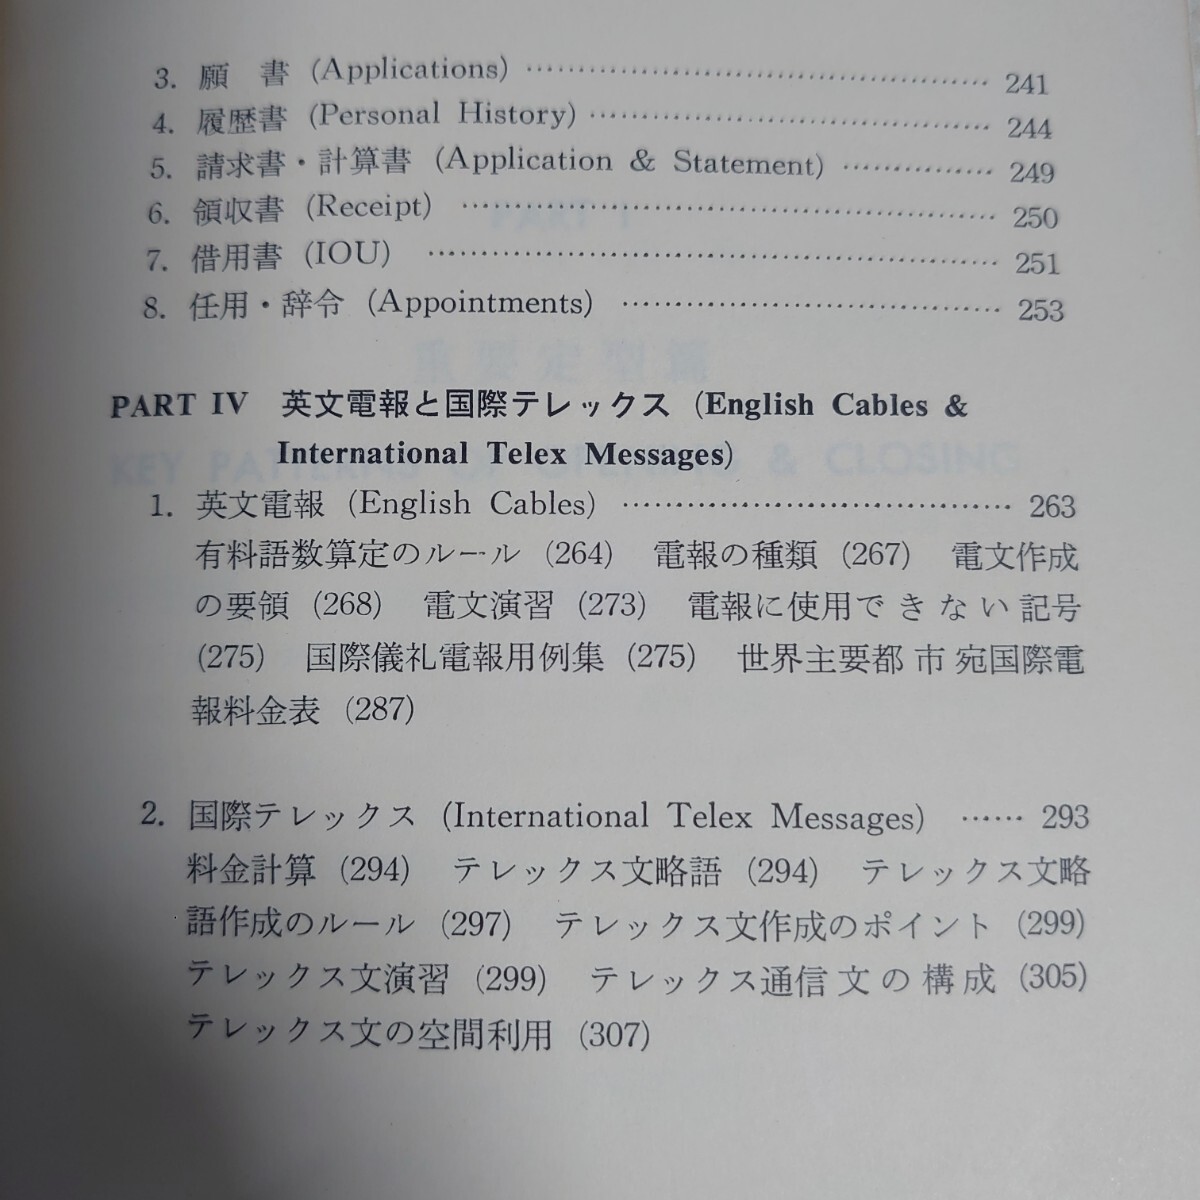 3. 願　書 (Applications) ………………………………………… 241
4. 履歴書 (Personal History) …………………………………… 244
5. 請求書・計算書 (Application & Statement) …………… 249
6. 領収書 (Receipt) ……………………………………………… 250
7. 借用書 (IOU) ………………………………………………… 251
8. 任用・辞令 (Appointments) ………………………………… 253
PART IV 英文電報と国際テレックス (English Cables &
International Telex Messages)
1. 英文電報 (English Cables) ………………………………… 263
有料語数算定のルール (264)　電報の種類 (267)　電文作成
の要領 (268)　電文演習 (273)　電報に使用できない記号
(275)　国際儀礼電報用例集 (275)　世界主要都市宛国際電
報料金表 (287)
2. 国際テレックス (International Telex Messages) …… 293
料金計算 (294)　テレックス文略語 (294)　テレックス文略
語作成のルール (297)　テレックス文作成のポイント (299)
テレックス文演習 (299)　テレックス通信文の構成 (305)
テレックス文の空間利用 (307)